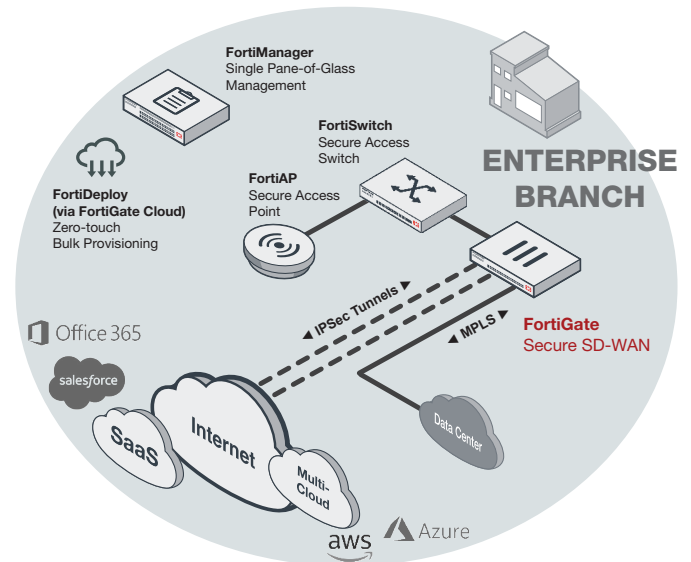 FortiManager
Single Pane-of-Glass
Management
FortiSwitch
Secure Access
Switch
ENTERPRISE
BRANCH
FortiDeploy
(via FortiGate Cloud)
Zero-touch
Bulk Provisioning
FortiAP
Secure Access
Point
◄ IPSec Tunnels ►
◄ MPLS ►
FortiGate
Secure SD-WAN
Office 365
salesforce
SaaS
Internet
Multi-
Cloud
Data Center
aws
Azure